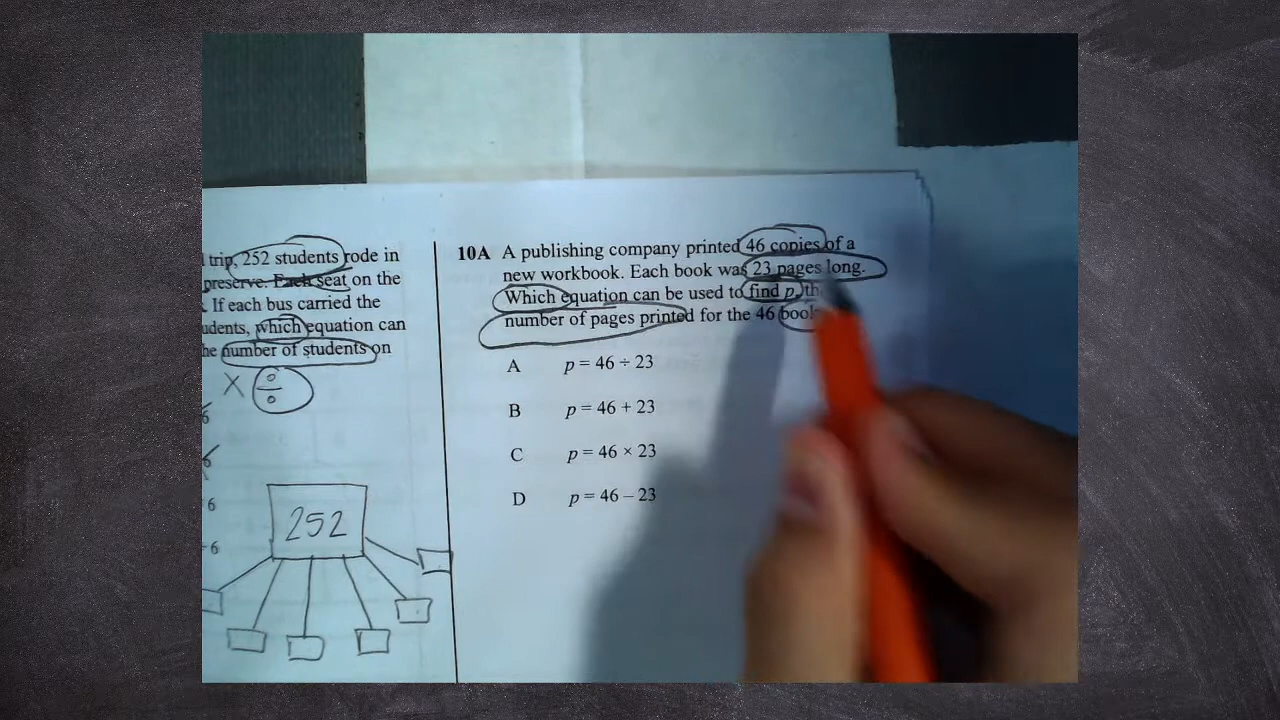 trip, 252 students rode in
preserve. Each seat on the
. If each bus carried the
udents, which equation can
he number of students on
X ÷
6
6
6
6
252
10A A publishing company printed 46 copies of a
new workbook. Each book was 23 pages long.
Which equation can be used to find p, th
number of pages printed for the 46 book
A p = 46 ÷ 23
B p = 46 + 23
C p = 46 × 23
D p = 46 – 23